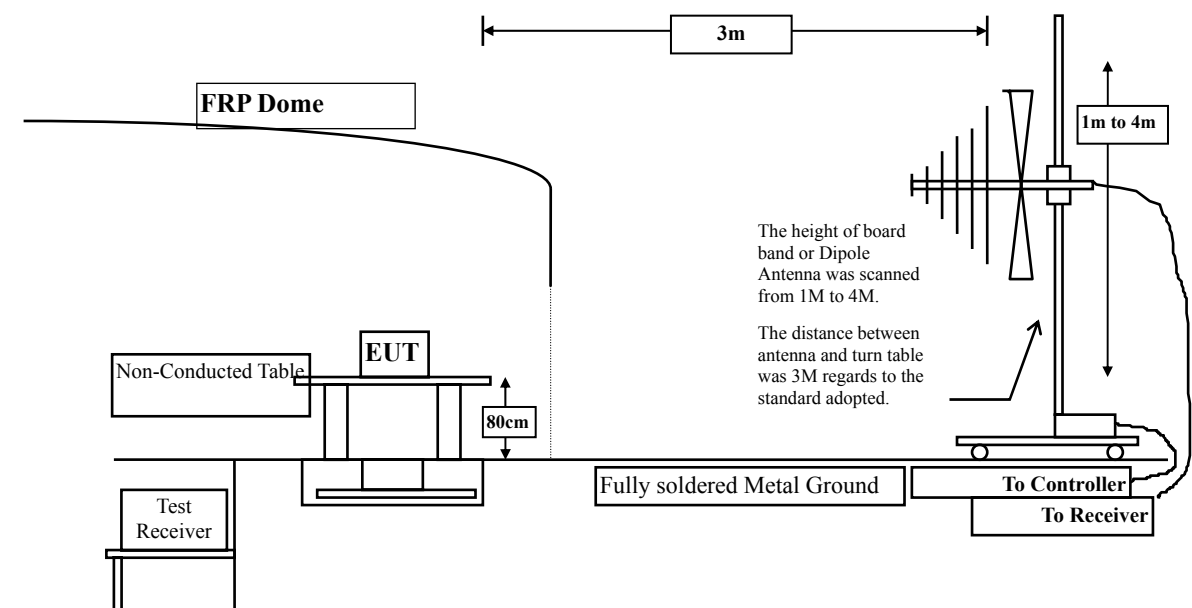 3m
FRP Dome
1m to 4m
The height of board
band or Dipole
Antenna was scanned
from 1M to 4M.
The distance between
antenna and turn table
was 3M regards to the
standard adopted.
EUT
Non-Conducted Table
80cm
Fully soldered Metal Ground
To Controller
To Receiver
Test
Receiver